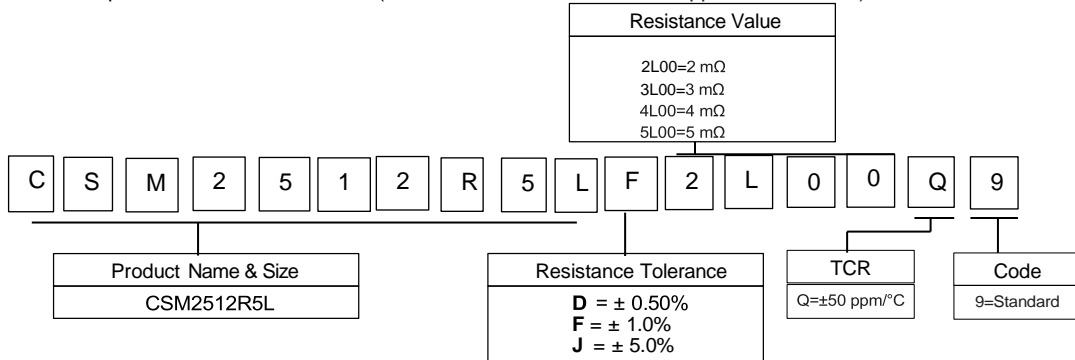 Resistance Value
2L00=2 mΩ
3L00=3 mΩ
4L00=4 mΩ
5L00=5 mΩ
C S M 2 5 1 2 R 5 L F 2 L 0 0 Q 9
Product Name & Size
CSM2512R5L
Resistance Tolerance
D = ± 0.50%
F = ± 1.0%
J = ± 5.0%
TCR
Q=±50 ppm/°C
Code
9=Standard